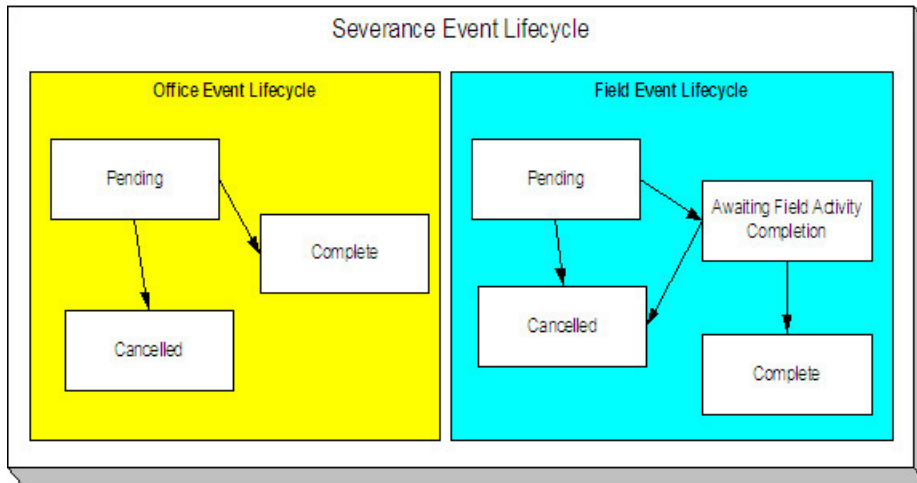 Severance Event Lifecycle
Office Event Lifecycle
Pending
Complete
Cancelled
Field Event Lifecycle
Pending
Awaiting Field Activity
Completion
Cancelled
Complete